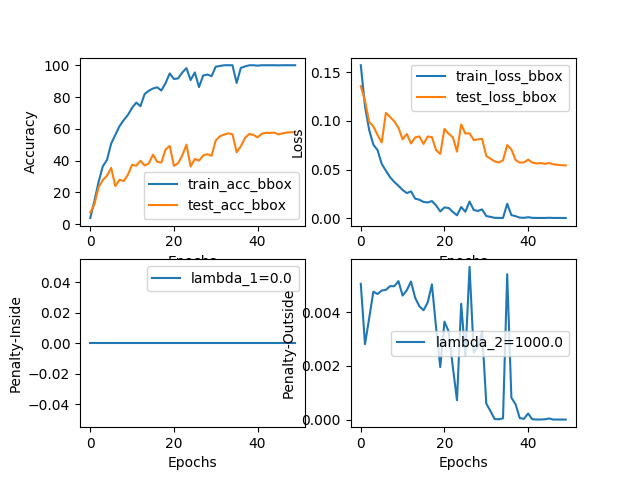 100
80
60
40
20
0
Accuracy
train_acc_bbox
test_acc_bbox
0
20
40
Epochs
0.15
0.10
0.05
0.00
Loss
train_loss_bbox
test_loss_bbox
0
20
40
Epochs
0.04
0.02
0.00
−0.02
−0.04
Penalty-Inside
lambda_1=0.0
0
20
40
Epochs
0.004
0.002
0.000
Penalty-Outside
lambda_2=1000.0
0
20
40
Epochs